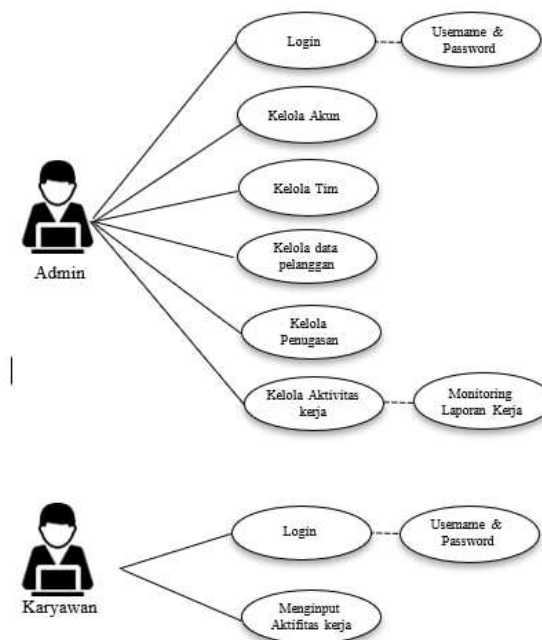 Login
Username &
Password
Kelola Akun
Kelola Tim
Admin
Kelola data
pelanggan
Kelola
Penugasan
Kelola Aktivitas
kerja
Monitoring
Laporan Kerja
Login
Username &
Password
Karyawan
Menginput
Aktifitas kerja